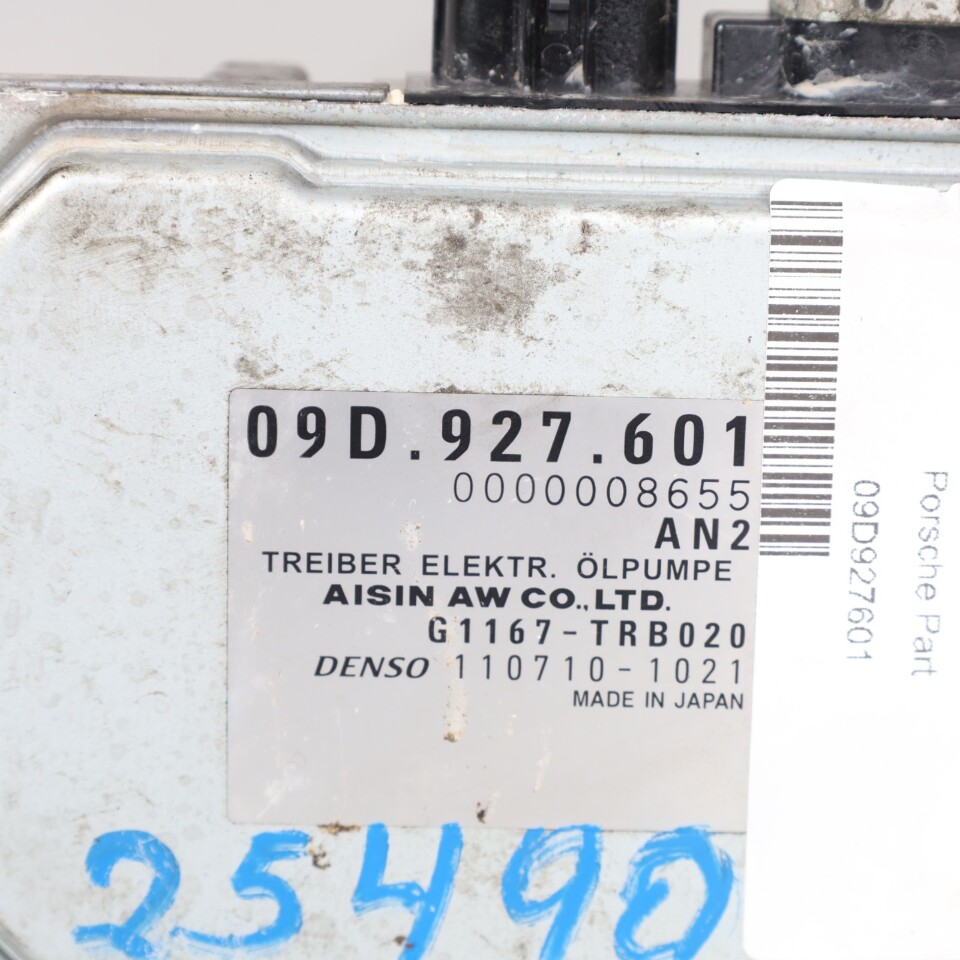 09D.927.601
0000008655
AN2
TREIBER ELEKTR. ÖLPUMPE
AISIN AW CO.,LTD.
G1167-TRB020
DENSO 110710-1021
MADE IN JAPAN
25490
Porsche Part
09D927601